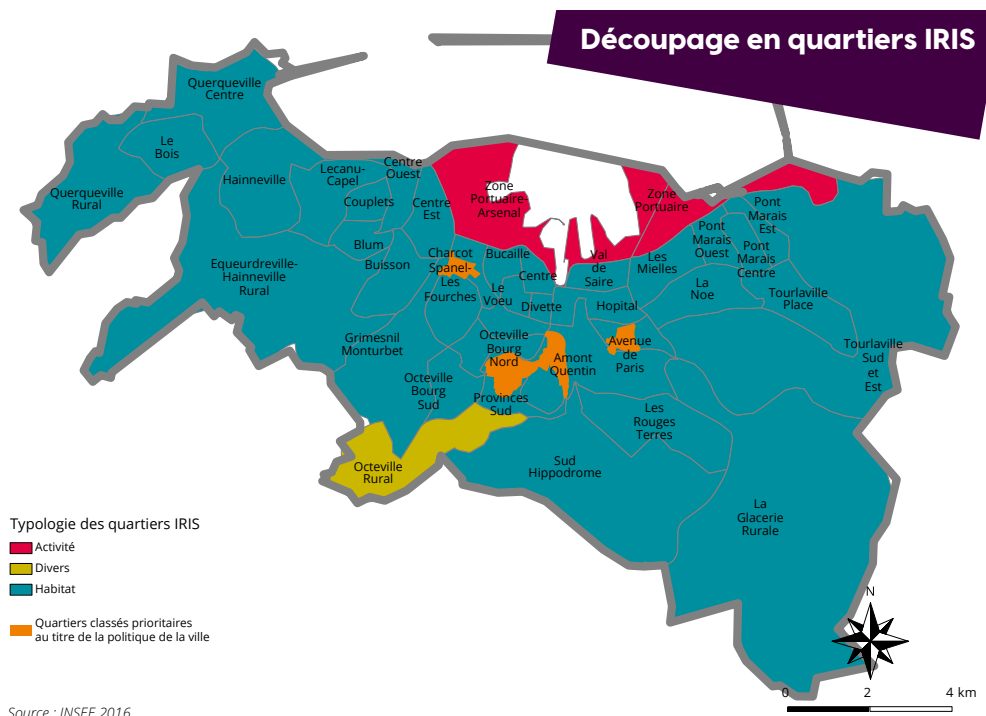 Découpage en quartiers IRIS
Querqueville
Centre
Le
Bois
Querqueville
Rural
Hainneville
Lecanu-
Capel
Centre
Ouest
Couplets
Centre
Est
Zone
Portuaire-
Arsenal
Zone
Portuaire
Pont
Marais
Est
Pont
Marais
Ouest
Pont
Marais
Centre
Blum
Buisson
Charcot
Spanel-
Les
Fourches
Bucaille
Centre
Val
de
Saire
Les
Mielles
La
Noe
Tourlaville
Place
Equeurdreville-
Hainneville
Rural
Le
Voeu
Divette
Hopital
Grimesnil
Monturbet
Octeville
Bourg
Nord
Amont
Quentin
Avenue
de
Paris
Tourlaville
Sud
et
Est
Octeville
Bourg
Sud
Provinces
Sud
Les
Rouges
Terres
Octeville
Rural
Sud
Hippodrome
La
Glacerie
Rurale
Typologie des quartiers IRIS
Activité
Divers
Habitat
Quartiers classés prioritaires
au titre de la politique de la ville
N
0 2 4 km
Source : INSEE 2016